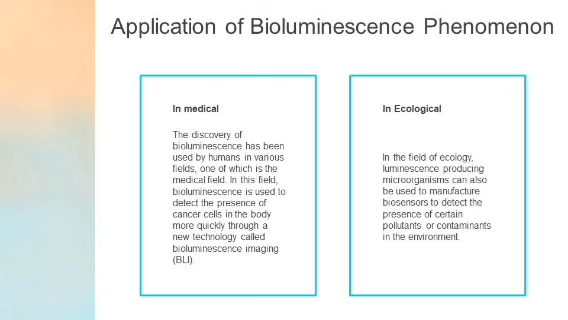 Application of Bioluminescence Phenomenon
In medical
The discovery of
bioluminescence has been
used by humans in various
fields, one of which is the
medical field. In this field,
bioluminescence is used to
detect the presence of
cancer cells in the body
more quickly through a
new technology called
bioluminescence imaging
(BLI).
In Ecological
In the field of ecology,
luminescence producing
microorganisms can also
be used to manufacture
biosensors to detect the
presence of certain
pollutants or contaminants
in the environment.